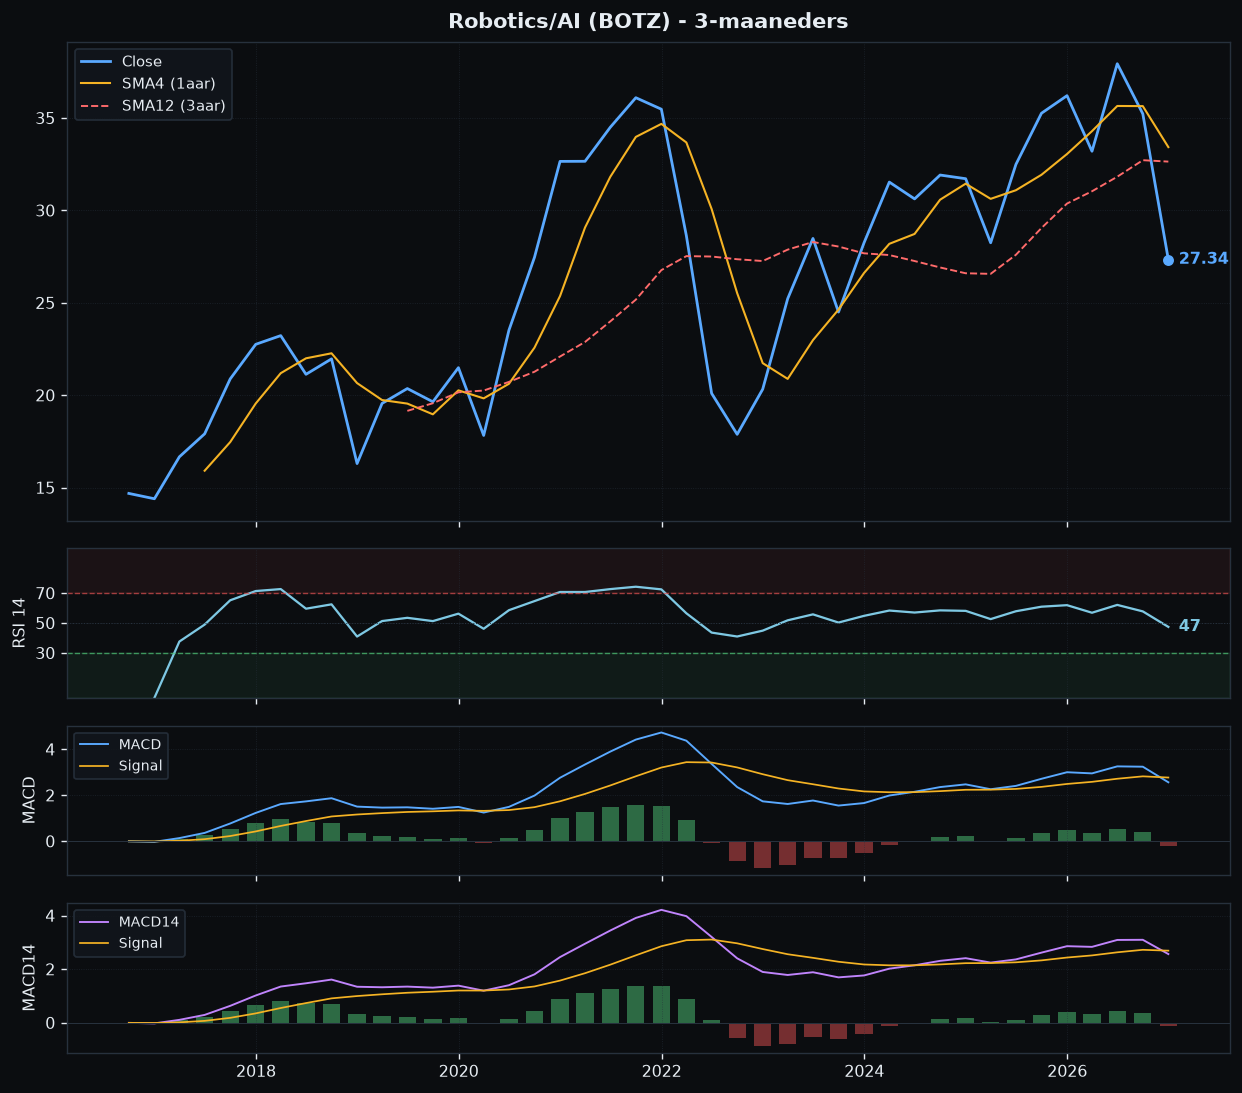 Robotics/AI (BOTZ) - 3-maaneders
Close
SMA4 (1aar)
SMA12 (3aar)
35
30
25
20
15
27.34
RSI 14
70
50
30
47
MACD
MACD
Signal
4
2
0
MACD14
MACD14
Signal
4
2
0
2018
2020
2022
2024
2026